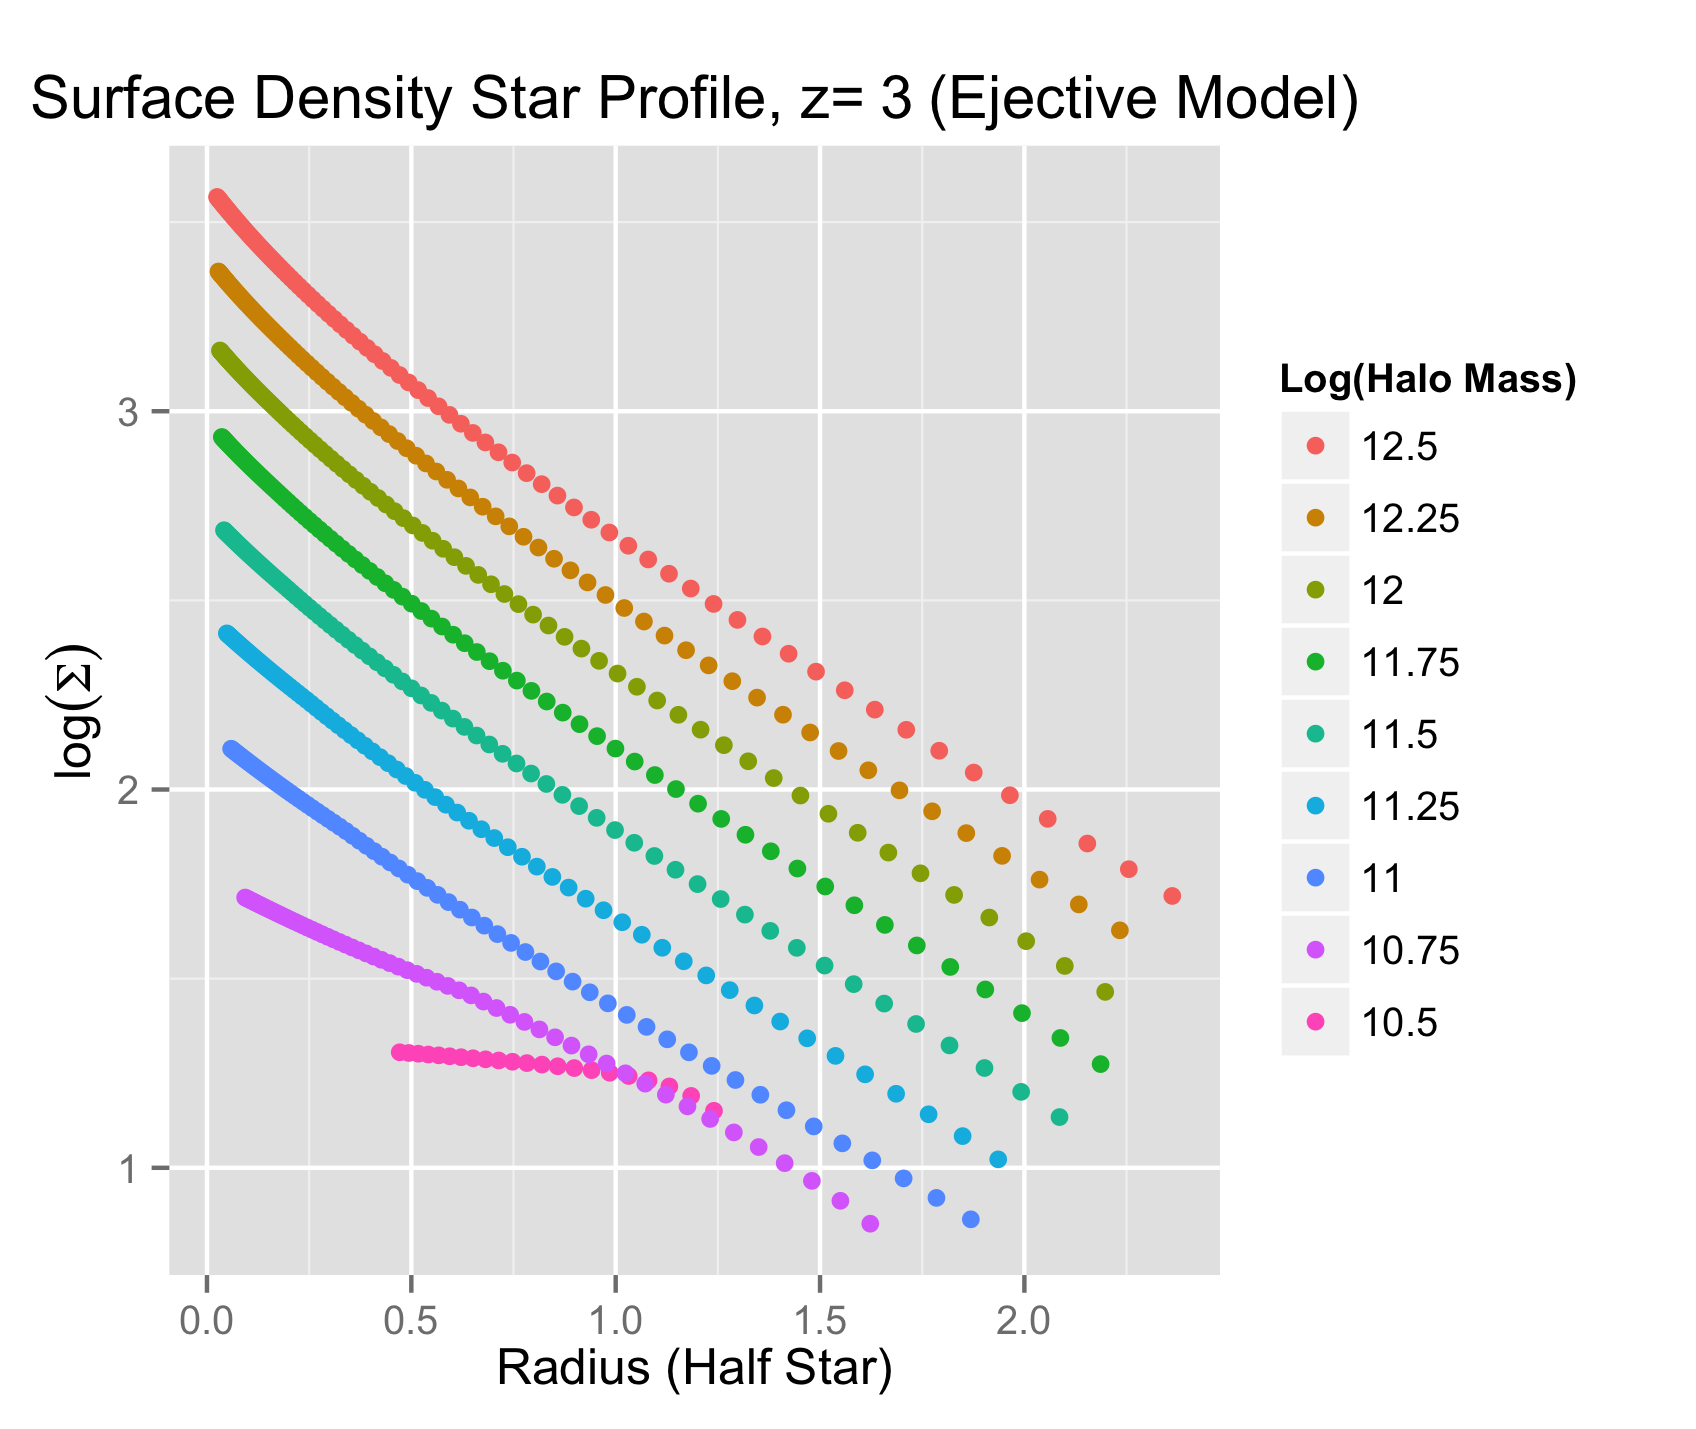 Surface Density Star Profile, z= 3 (Ejective Model)
log(Σ)
3
2
1
0.0 0.5 1.0 1.5 2.0
Radius (Half Star)
Log(Halo Mass)
12.5
12.25
12
11.75
11.5
11.25
11
10.75
10.5